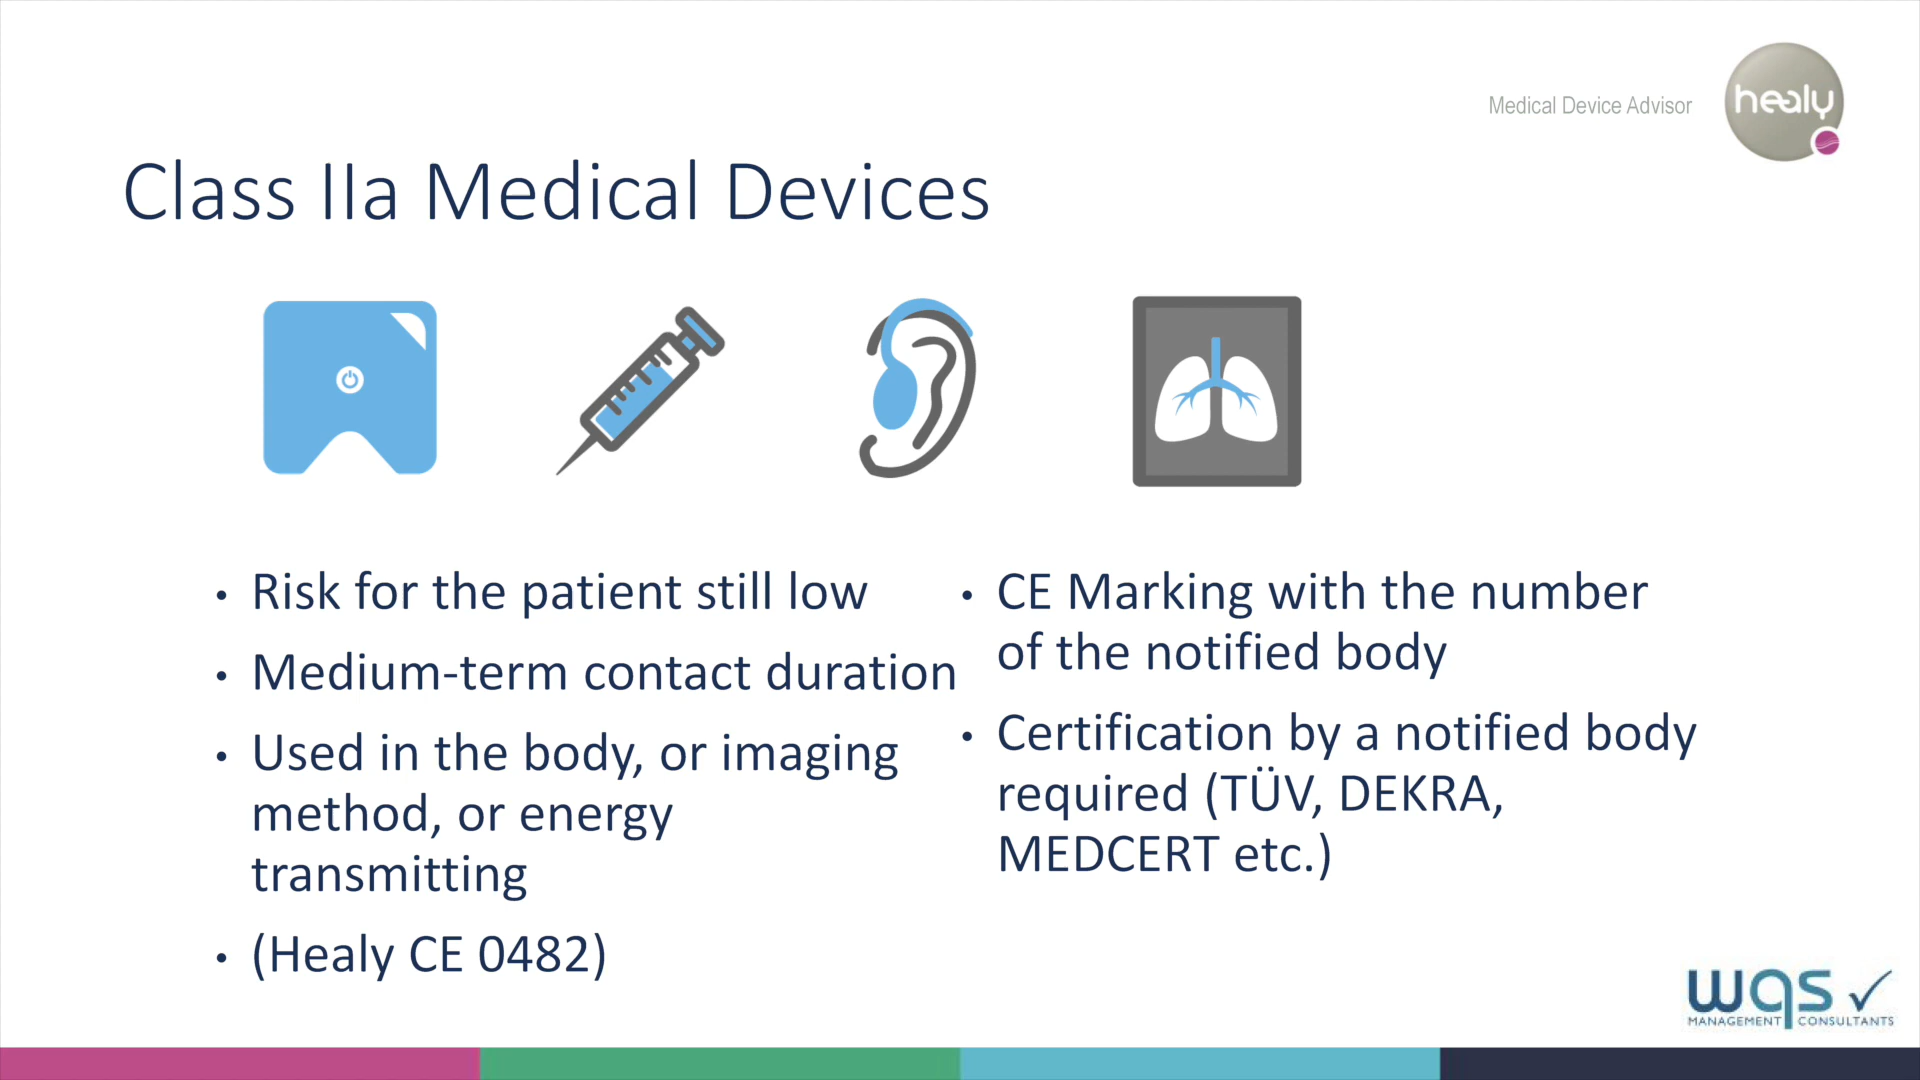 Medical Device Advisor
healy
Class IIa Medical Devices
• Risk for the patient still low
• Medium-term contact duration
• Used in the body, or imaging
method, or energy
transmitting
• (Healy CE 0482)
• CE Marking with the number
of the notified body
• Certification by a notified body
required (TÜV, DEKRA,
MEDCERT etc.)
wqs
MANAGEMENT CONSULTANTS